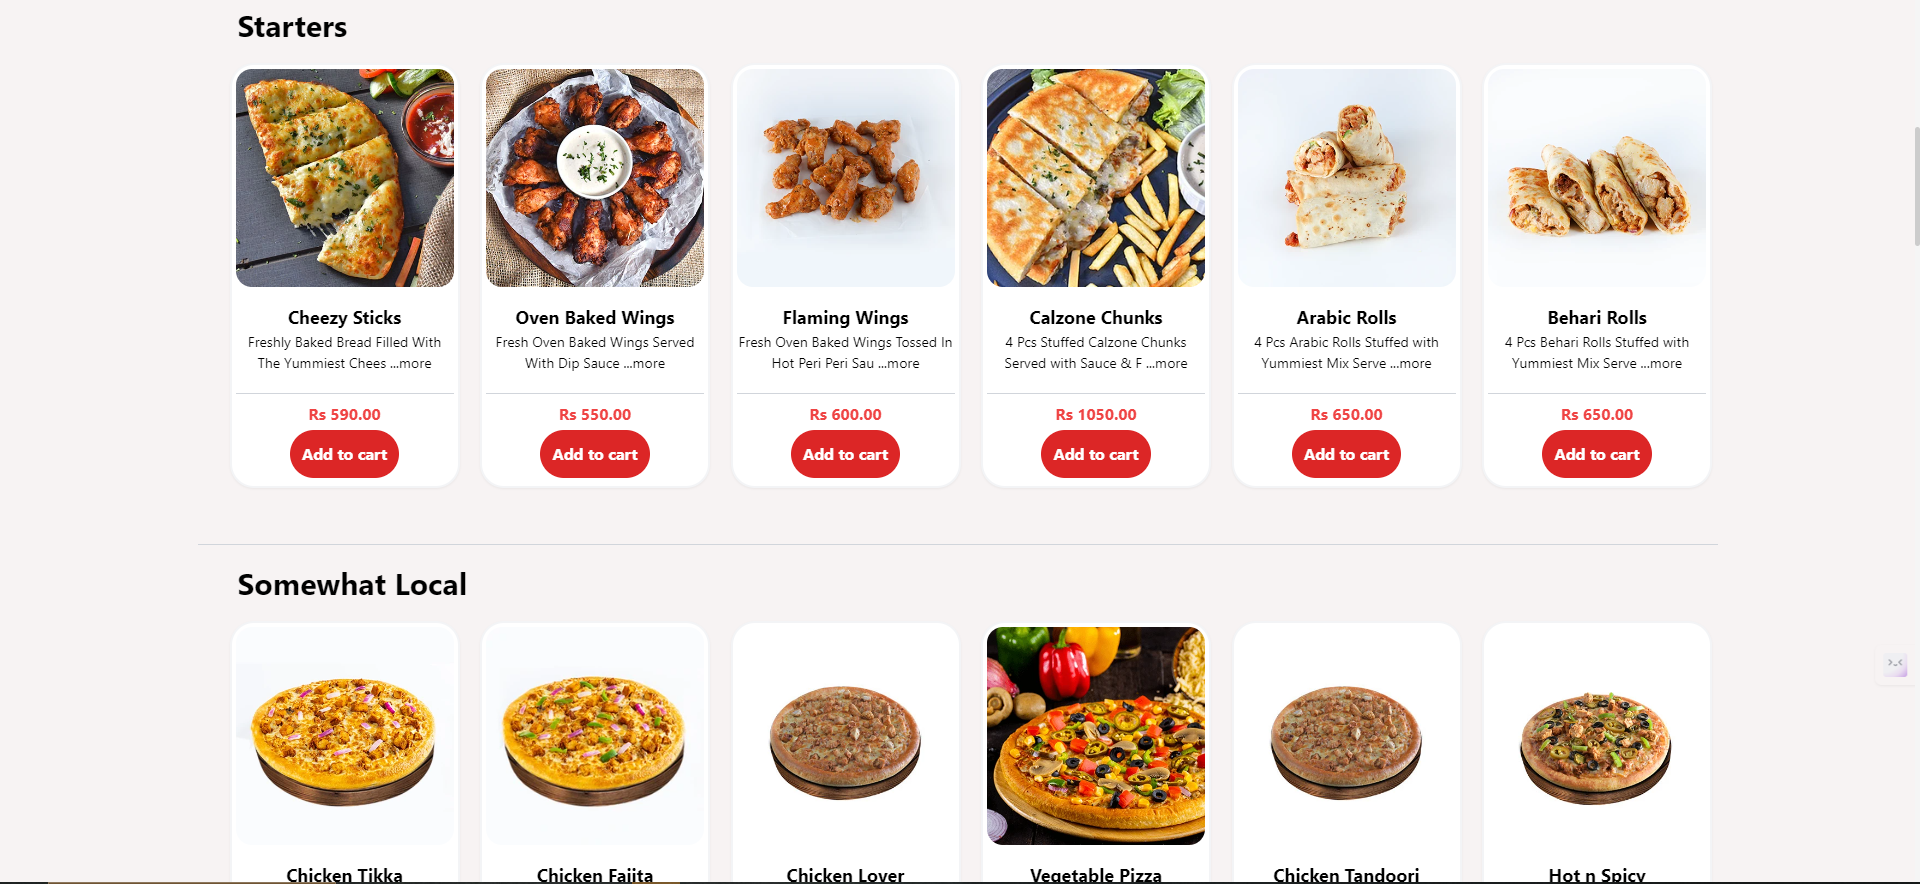 Starters
Cheezy Sticks
Freshly Baked Bread Filled With
The Yummiest Chees ...more
Rs 590.00
Add to cart
Oven Baked Wings
Fresh Oven Baked Wings Served
With Dip Sauce ...more
Rs 550.00
Add to cart
Flaming Wings
Fresh Oven Baked Wings Tossed In
Hot Peri Peri Sau ...more
Rs 600.00
Add to cart
Calzone Chunks
4 Pcs Stuffed Calzone Chunks
Served with Sauce & F ...more
Rs 1050.00
Add to cart
Arabic Rolls
4 Pcs Arabic Rolls Stuffed with
Yummiest Mix Serve ...more
Rs 650.00
Add to cart
Behari Rolls
4 Pcs Behari Rolls Stuffed with
Yummiest Mix Serve ...more
Rs 650.00
Add to cart
Somewhat Local
Chicken Tikka
Chicken Fajita
Chicken Lover
Vegetable Pizza
Chicken Tandoori
Hot n Spicy